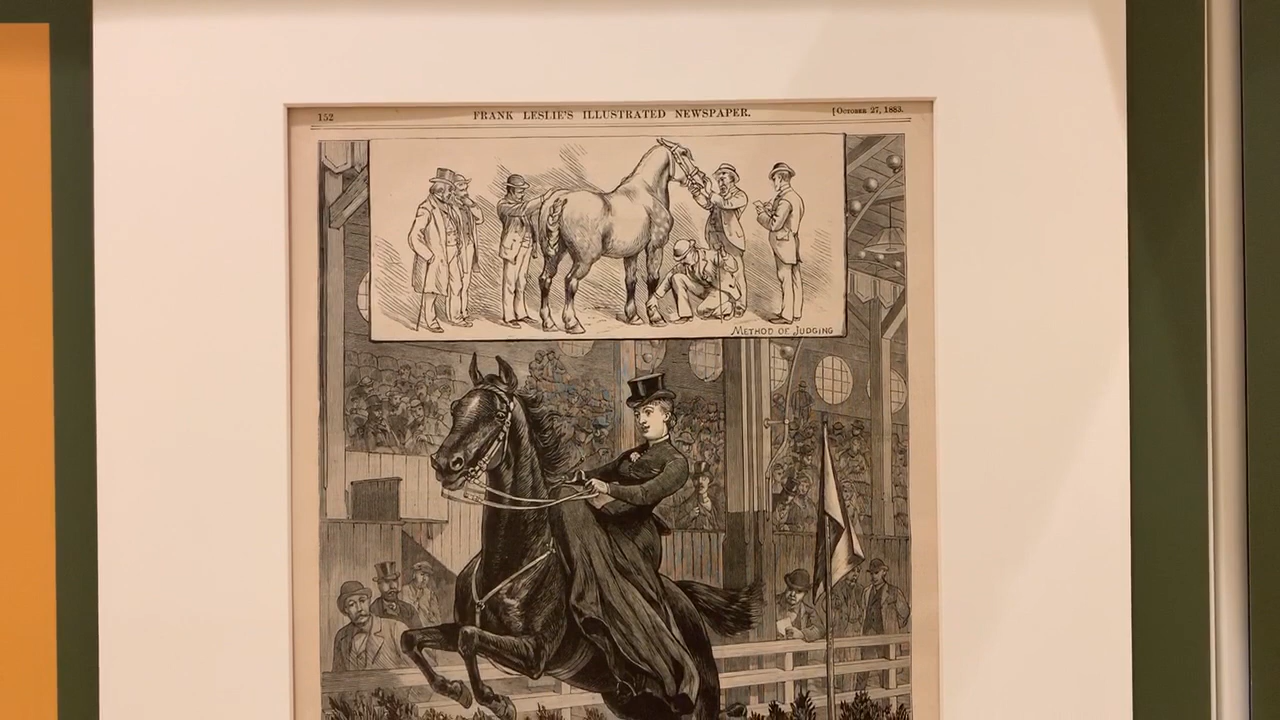 152 FRANK LESLIE'S ILLUSTRATED NEWSPAPER. [OCTOBER 27, 1883.
METHOD OF JUDGING